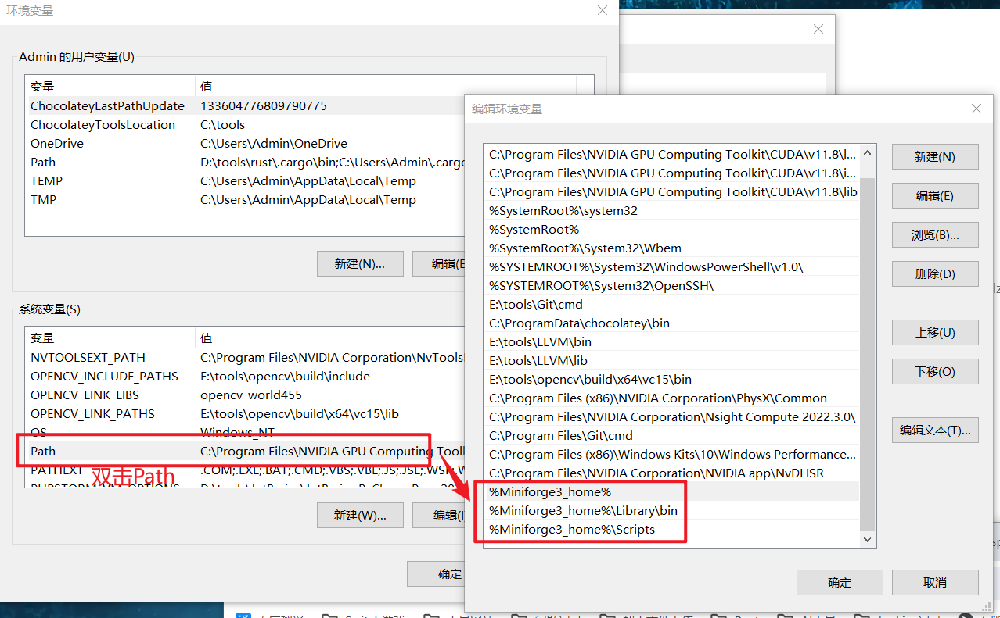 环境变量
Admin 的用户变量(U)
变量 值
ChocolateyLastPathUpdate 133604776809790775
ChocolateyToolsLocation C:\tools
OneDrive C:\Users\Admin\OneDrive
Path D:\tools\rust\.cargo\bin;C:\Users\Admin\.cargo
TEMP C:\Users\Admin\AppData\Local\Temp
TMP C:\Users\Admin\AppData\Local\Temp
新建(N)... 编辑(E
系统变量(S)
变量 值
NVTOOLSEXT_PATH C:\Program Files\NVIDIA Corporation\NvTools
OPENCV_INCLUDE_PATHS E:\tools\opencv\build\include
OPENCV_LINK_LIBS opencv_world455
OPENCV_LINK_PATHS E:\tools\opencv\build\x64\vc15\lib
OS Windows_NT
Path C:\Program Files\NVIDIA GPU Computing Toolk
PATHEXT .COM;.EXE;.BAT;.CMD;.VBS;.VBE;.JS;.JSE;.WSF;.W
双击Path
新建(W)... 编辑(I
确定
编辑环境变量
C:\Program Files\NVIDIA GPU Computing Toolkit\CUDA\v11.8\l...
C:\Program Files\NVIDIA GPU Computing Toolkit\CUDA\v11.8\i...
C:\Program Files\NVIDIA GPU Computing Toolkit\CUDA\v11.8\lib
%SystemRoot%\system32
%SystemRoot%
%SystemRoot%\System32\Wbem
%SYSTEMROOT%\System32\WindowsPowerShell\v1.0\
%SYSTEMROOT%\System32\OpenSSH\
E:\tools\Git\cmd
C:\ProgramData\chocolatey\bin
E:\tools\LLVM\bin
E:\tools\LLVM\lib
E:\tools\opencv\build\x64\vc15\bin
C:\Program Files (x86)\NVIDIA Corporation\PhysX\Common
C:\Program Files\NVIDIA Corporation\Nsight Compute 2022.3.0\
C:\Program Files\Git\cmd
C:\Program Files (x86)\Windows Kits\10\Windows Performance...
C:\Program Files\NVIDIA Corporation\NVIDIA app\NvDLISR
%Miniforge3_home%
%Miniforge3_home%\Library\bin
%Miniforge3_home%\Scripts
新建(N)
编辑(E)
浏览(B)...
删除(D)
上移(U)
下移(O)
编辑文本(T)...
确定 取消